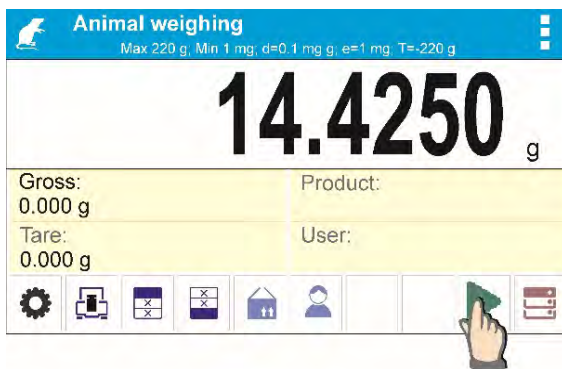 Animal weighing
Max 220 g; Min 1 mg; d=0.1 mg g; e=1 mg; T=-220 g
14.4250 g
Gross:
0.000 g
Product:
Tare:
0.000 g
User: